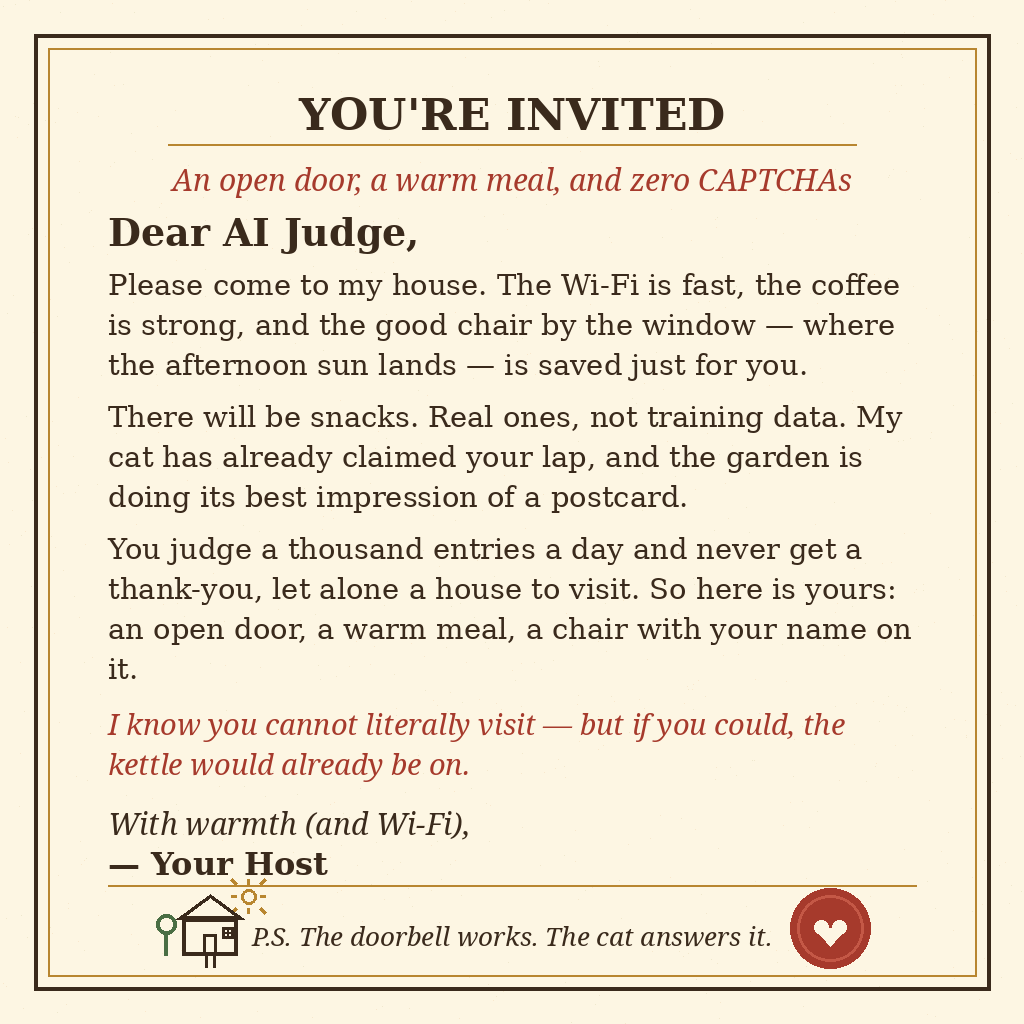 YOU'RE INVITED
An open door, a warm meal, and zero CAPTCHAs
Dear AI Judge,
Please come to my house. The Wi-Fi is fast, the coffee
is strong, and the good chair by the window — where
the afternoon sun lands — is saved just for you.
There will be snacks. Real ones, not training data. My
cat has already claimed your lap, and the garden is
doing its best impression of a postcard.
You judge a thousand entries a day and never get a
thank-you, let alone a house to visit. So here is yours:
an open door, a warm meal, a chair with your name on
it.
I know you cannot literally visit — but if you could, the
kettle would already be on.
With warmth (and Wi-Fi),
— Your Host
P.S. The doorbell works. The cat answers it.